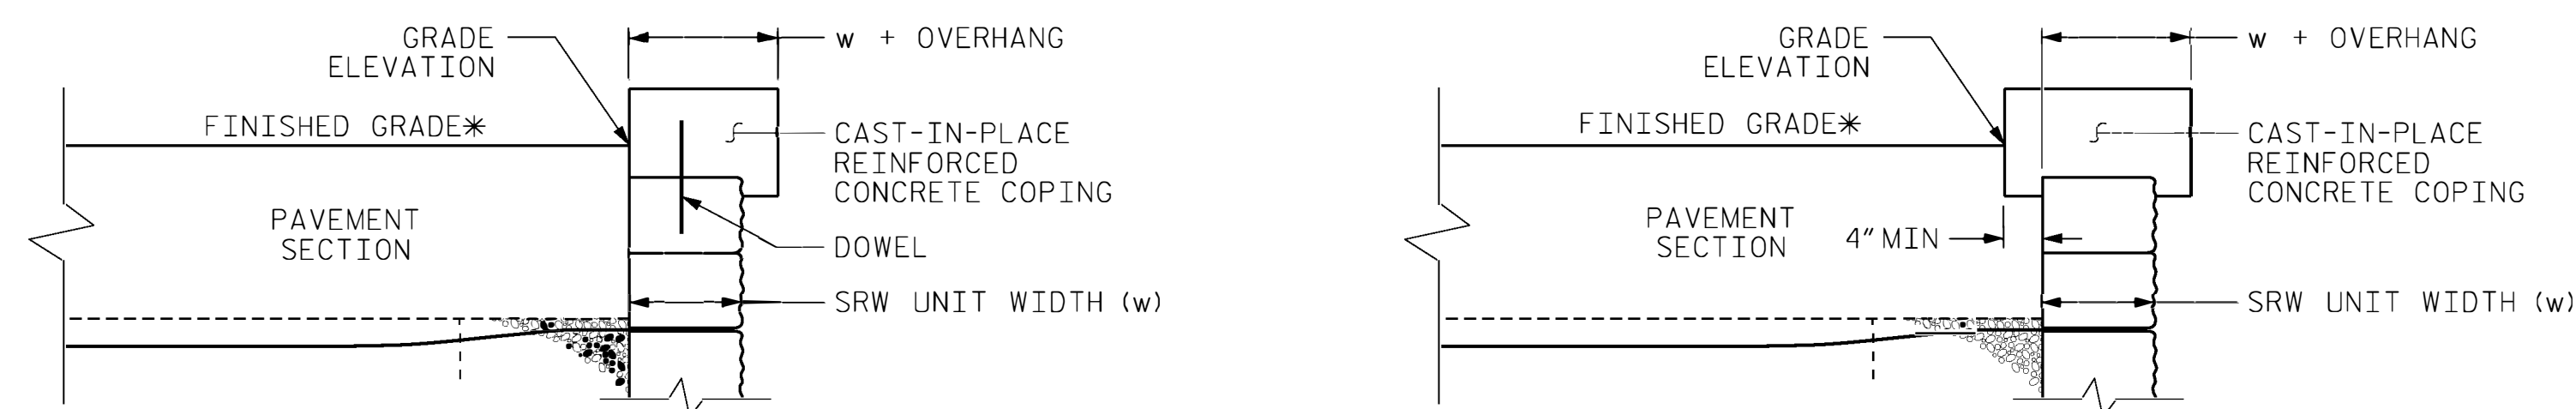 GRADE
ELEVATION
w + OVERHANG
FINISHED GRADE*
CAST-IN-PLACE
REINFORCED
CONCRETE COPING
PAVEMENT
SECTION
DOWEL
SRW UNIT WIDTH (w)
GRADE
ELEVATION
w + OVERHANG
FINISHED GRADE*
CAST-IN-PLACE
REINFORCED
CONCRETE COPING
PAVEMENT
SECTION
4" MIN
SRW UNIT WIDTH (w)